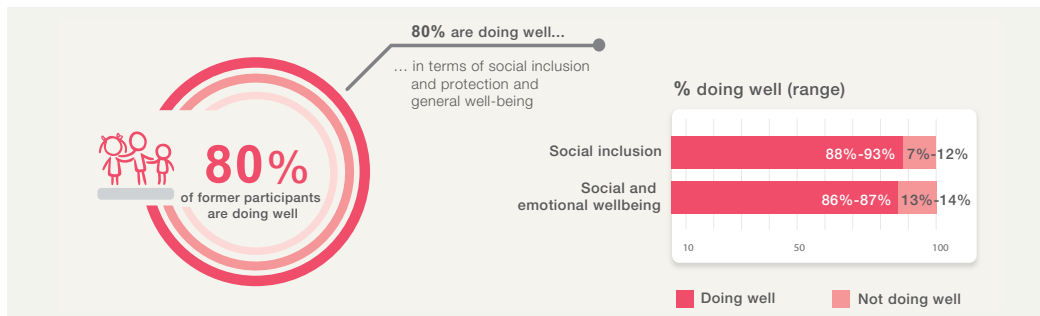 80% are doing well...
... in terms of social inclusion
and protection and
general well-being
80%
of former participants
are doing well
% doing well (range)
Social inclusion
88%-93%
7%-12%
Social and
emotional wellbeing
86%-87%
13%-14%
10
50
100
Doing well
Not doing well